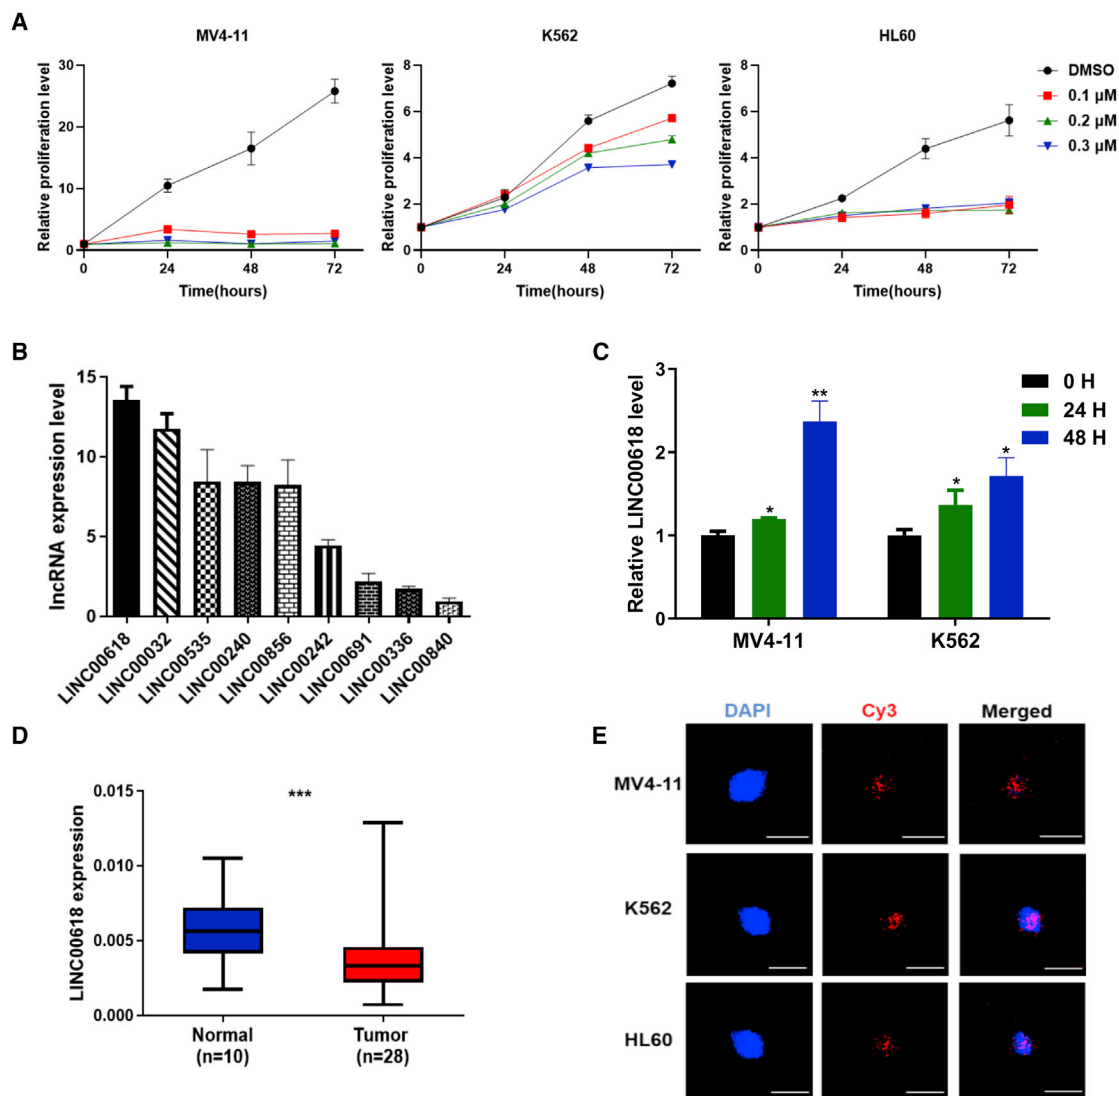 A
MV4-11
K562
HL60
Relative proliferation level
30
20
10
0
0
24
48
72
Time(hours)
Relative proliferation level
8
6
4
2
0
0
24
48
72
Time(hours)
Relative proliferation level
8
6
4
2
0
0
24
48
72
Time(hours)
DMSO
0.1 μM
0.2 μM
0.3 μM
B
lncRNA expression level
15
10
5
0
LINC00618
LINC00032
LINC00535
LINC00240
LINC00856
LINC00242
LINC00691
LINC00336
LINC00840
C
Relative LINC00618 level
3
2
1
0
*
**
*
*
MV4-11
K562
0 H
24 H
48 H
D
LINC00618 expression
0.015
0.010
0.005
0.000
***
Normal
(n=10)
Tumor
(n=28)
E
DAPI
Cy3
Merged
MV4-11
K562
HL60